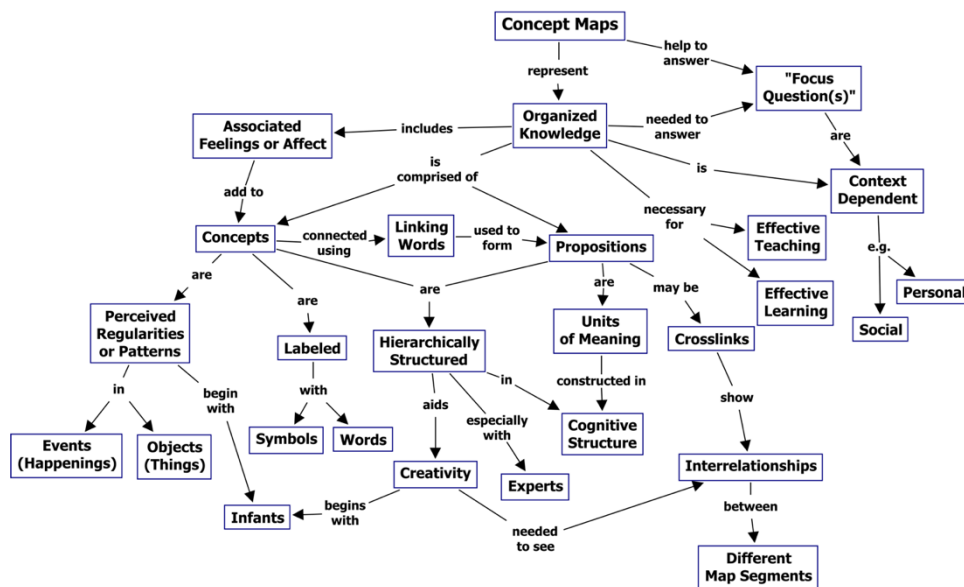 Concept Maps
help to
answer
represent
"Focus
Question(s)"
Organized
Knowledge
needed to
answer
includes
Associated
Feelings or Affect
are
is
comprised of
is
Context
Dependent
add to
necessary
for
Effective
Teaching
Concepts
connected
using
Linking
Words
used to
form
Propositions
e.g.
Personal
Social
Effective
Learning
are
are
are
are
may be
Perceived
Regularities
or Patterns
Labeled
Hierarchically
Structured
Units
of Meaning
Crosslinks
in
begin
with
with
aids
in
especially
with
constructed in
show
Events
(Happenings)
Objects
(Things)
Symbols
Words
Cognitive
Structure
Creativity
Experts
Interrelationships
Infants
begins
with
needed
to see
between
Different
Map Segments